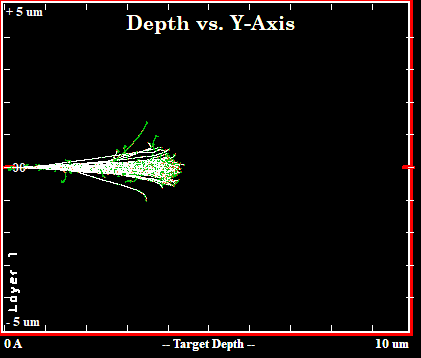 + 5 um
Depth vs. Y-Axis
Layer 1
- 5 um
0 A
-- Target Depth --
10 um